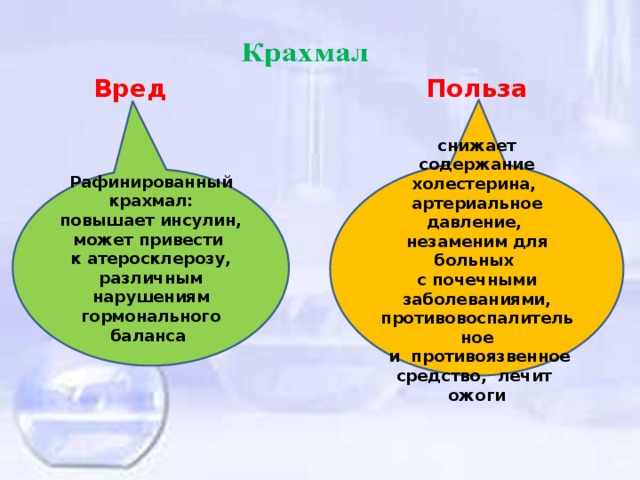 Крахмал
Вред
Польза
Рафинированный
крахмал:
повышает инсулин,
может привести
к атеросклерозу,
различным
нарушениям
гормонального
баланса
снижает
содержание
холестерина,
артериальное
давление,
незаменим для
больных
с почечными
заболеваниями,
противовоспалитель
ное
и противоязвенное
средство, лечит
ожоги